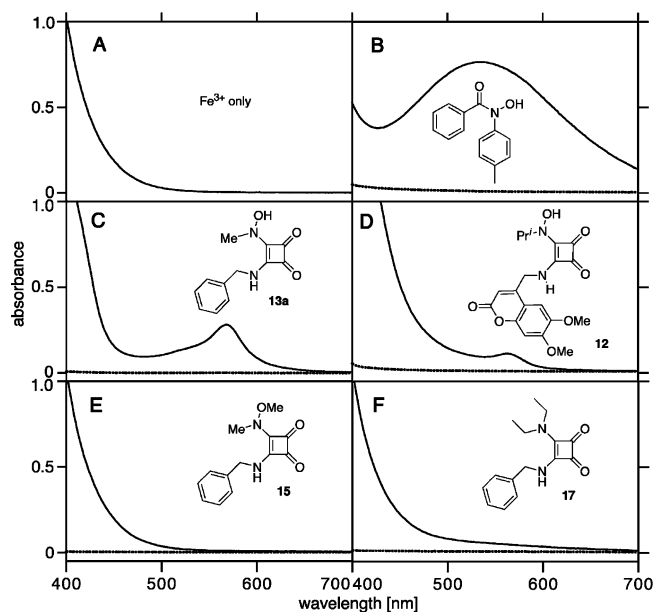 1.0
A
Fe3+ only
0.5
0
B
O
N
OH
1.0
C
OH
N
Me
O
O
N
H
13a
0.5
0
D
OH
N
Pri
O
O
N
H
O
O
OMe
OMe
12
1.0
E
OMe
N
Me
O
O
N
H
15
0.5
0
F
N
O
O
N
H
17
400
500
600
700
400
500
600
700
absorbance
wavelength [nm]